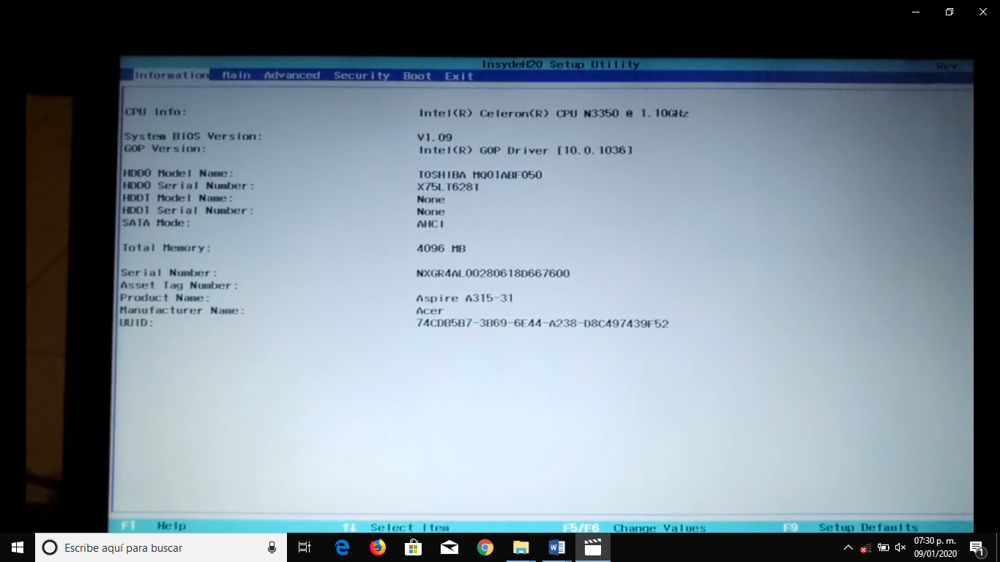 InsydeH20 Setup Utility
Rev.
Information Main Advanced Security Boot Exit
CPU Info: Intel(R) Celeron(R) CPU N3350 @ 1.10GHz
System BIOS Version: V1.09
GOP Version: Intel(R) GOP Driver [10.0.1036]
HDD0 Model Name: TOSHIBA MQ01ABF050
HDD0 Serial Number: X75LT628T
HDD1 Model Name: None
HDD1 Serial Number: None
SATA Mode: AHCI
Total Memory: 4096 MB
Serial Number: NXGR4AL00280618D667600
Asset Tag Number:
Product Name: Aspire A315-31
Manufacturer Name: Acer
UUID: 74CDB5B7-3B69-6E44-A238-D8C497439F52
F1 Help ↑↓ Select Item F5/F6 Change Values F9 Setup Defaults
Escribe aquí para buscar
07:30 p. m.
09/01/2020
1